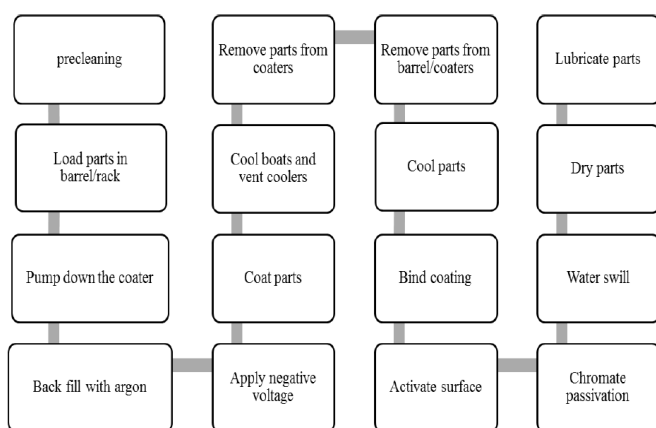 precleaning
Load parts in
barrel/rack
Pump down the coater
Back fill with argon
Apply negative
voltage
Coat parts
Cool boats and
vent coolers
Remove parts from
coaters
Remove parts from
barrel/coaters
Cool parts
Bind coating
Activate surface
Chromate
passivation
Water swill
Dry parts
Lubricate parts